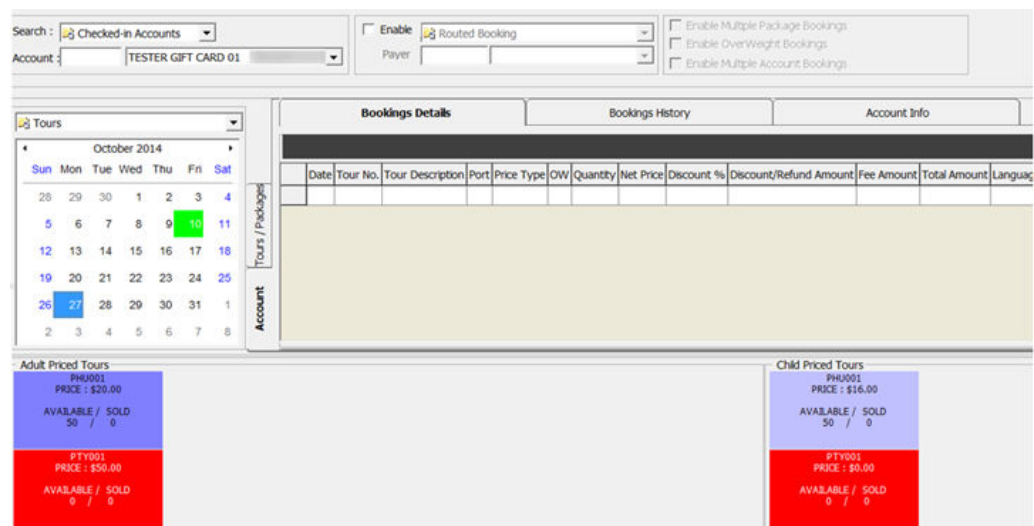 Search : Checked-in Accounts
Account : TESTER GIFT CARD 01
Enable Routed Booking
Payer
Enable Multiple Package Bookings
Enable OverWeight Bookings
Enable Multiple Account Bookings
Tours
October 2014
Sun Mon Tue Wed Thu Fri Sat
28 29 30 1 2 3 4
5 6 7 8 9 10 11
12 13 14 15 16 17 18
19 20 21 22 23 24 25
26 27 28 29 30 31 1
2 3 4 5 6 7 8
Tours / Packages
Account
Bookings Details Bookings History Account Info
Date Tour No. Tour Description Port Price Type OW Quantity Net Price Discount % Discount/Refund Amount Fee Amount Total Amount Languag
Adult Priced Tours
PHU001
PRICE : $20.00
AVAILABLE / SOLD
50 / 0
PTY001
PRICE : $50.00
AVAILABLE / SOLD
0 / 0
Child Priced Tours
PHU001
PRICE : $16.00
AVAILABLE / SOLD
50 / 0
PTY001
PRICE : $0.00
AVAILABLE / SOLD
0 / 0